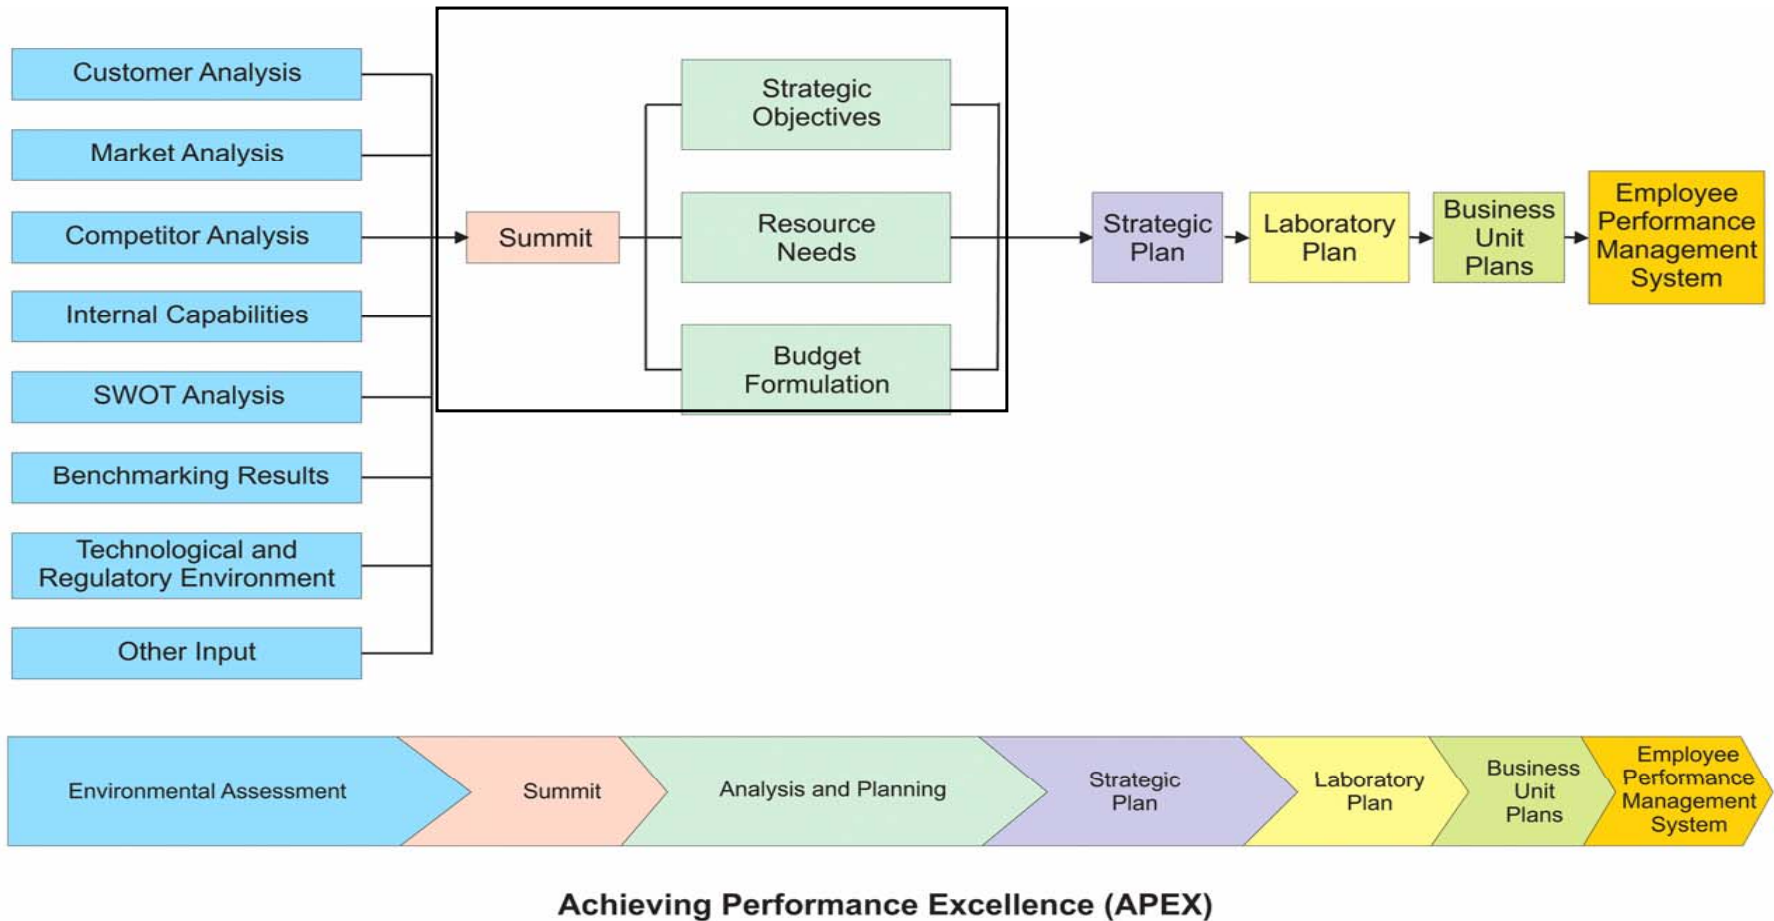 Customer Analysis
Market Analysis
Competitor Analysis
Internal Capabilities
SWOT Analysis
Benchmarking Results
Technological and
Regulatory Environment
Other Input
Summit
Strategic
Objectives
Resource
Needs
Budget
Formulation
Strategic
Plan
Laboratory
Plan
Business
Unit
Plans
Employee
Performance
Management
System
Environmental Assessment
Summit
Analysis and Planning
Strategic
Plan
Laboratory
Plan
Business
Unit
Plans
Employee
Performance
Management
System
Achieving Performance Excellence (APEX)